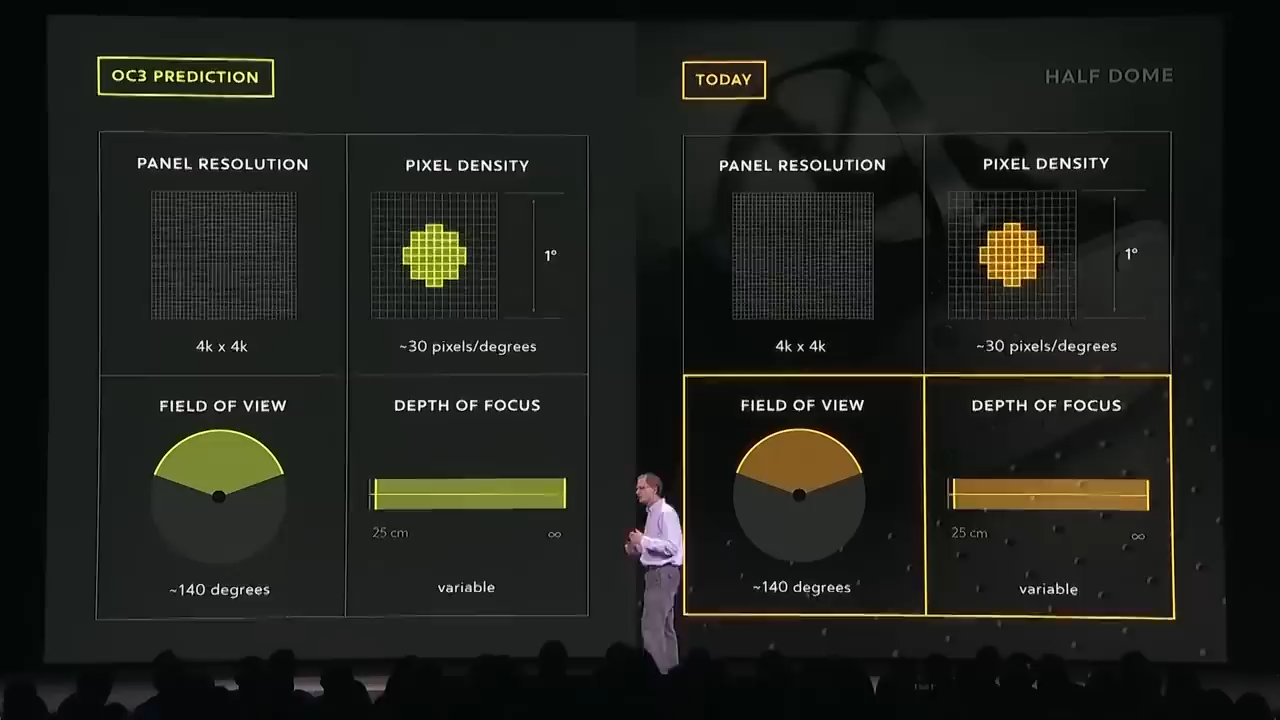 OC3 PREDICTION
PANEL RESOLUTION
4k x 4k
PIXEL DENSITY
1°
~30 pixels/degrees
FIELD OF VIEW
~140 degrees
DEPTH OF FOCUS
25 cm
∞
variable
TODAY
HALF DOME
PANEL RESOLUTION
4k x 4k
PIXEL DENSITY
1°
~30 pixels/degrees
FIELD OF VIEW
~140 degrees
DEPTH OF FOCUS
25 cm
∞
variable